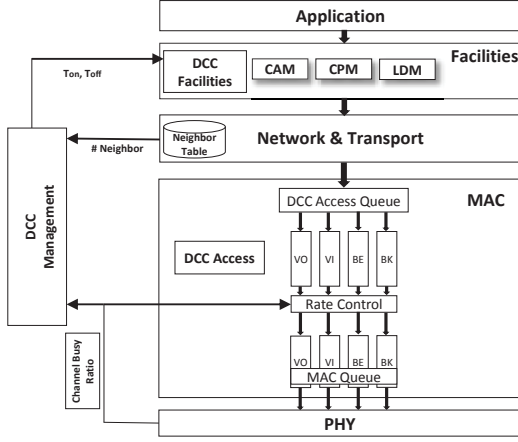 Application
Facilities
DCC
Facilities
CAM
CPM
LDM
Ton, Toff
Network & Transport
Neighbor
Table
# Neighbor
DCC
Management
MAC
DCC Access Queue
DCC Access
VO
VI
BE
BK
Rate Control
VO
VI
BE
BK
MAC Queue
Channel Busy
Ratio
PHY